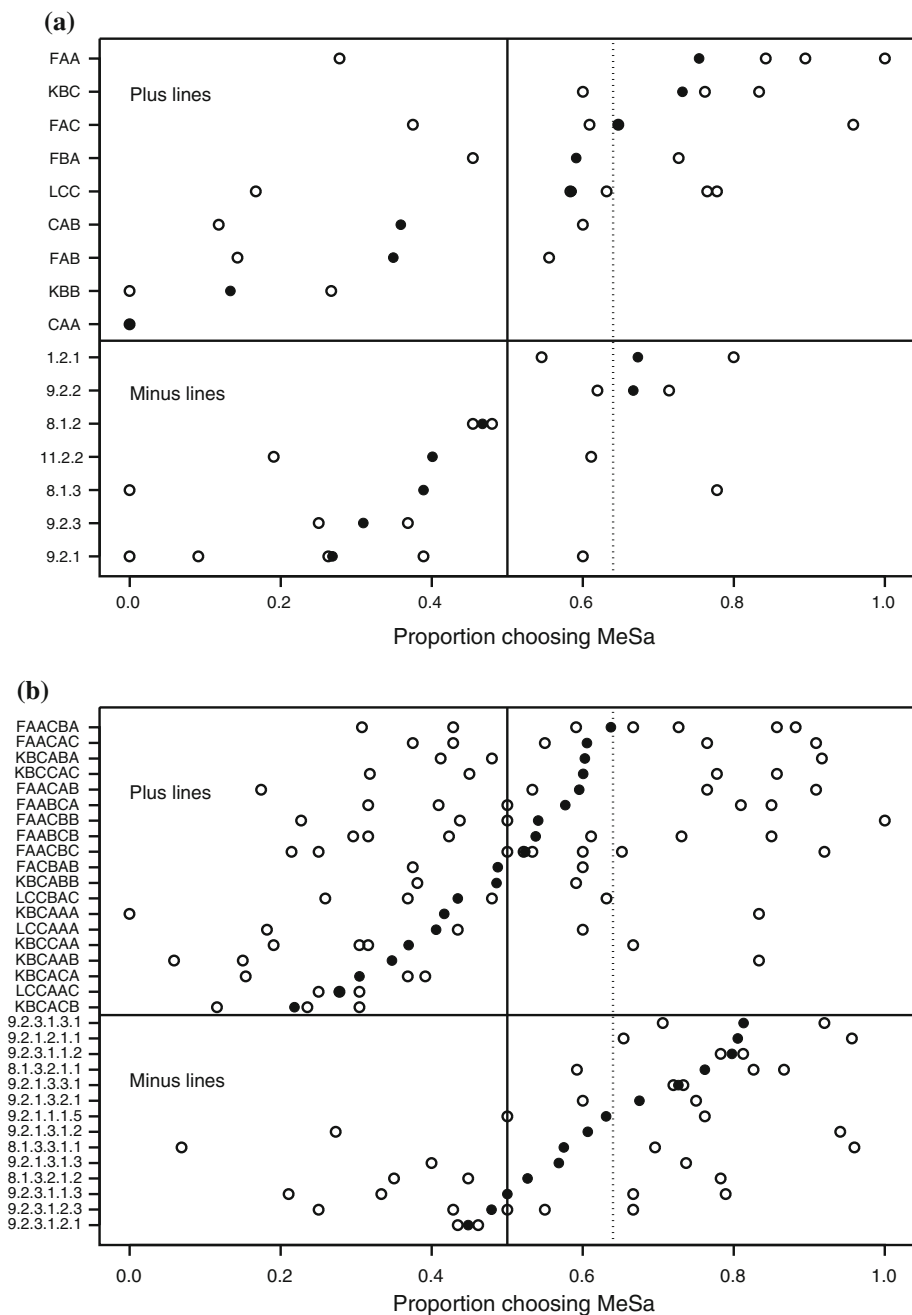 (a)
FAA
KBC
FAC
FBA
LCC
CAB
FAB
KBB
CAA
Plus lines
1.2.1
9.2.2
8.1.2
11.2.2
8.1.3
9.2.3
9.2.1
Minus lines
0.0 0.2 0.4 0.6 0.8 1.0
Proportion choosing MeSa
(b)
FAACBA
FAACAC
KBCABA
KBCCAC
FAACAB
FAABCA
FAACBB
FAABCB
FAACBC
FACBAB
KBCABB
LCCBAC
KBCAAA
LCCAAA
KBCCAA
KBCAAB
KBCACA
LCCAAC
KBCACB
Plus lines
9.2.3.1.3.1
9.2.1.2.1.1
9.2.3.1.1.2
8.1.3.2.1.1
9.2.1.3.3.1
9.2.1.3.2.1
9.2.1.1.1.5
9.2.1.3.1.2
8.1.3.3.1.1
9.2.1.3.1.3
8.1.3.2.1.2
9.2.3.1.1.3
9.2.3.1.2.3
9.2.3.1.2.1
Minus lines
0.0 0.2 0.4 0.6 0.8 1.0
Proportion choosing MeSa